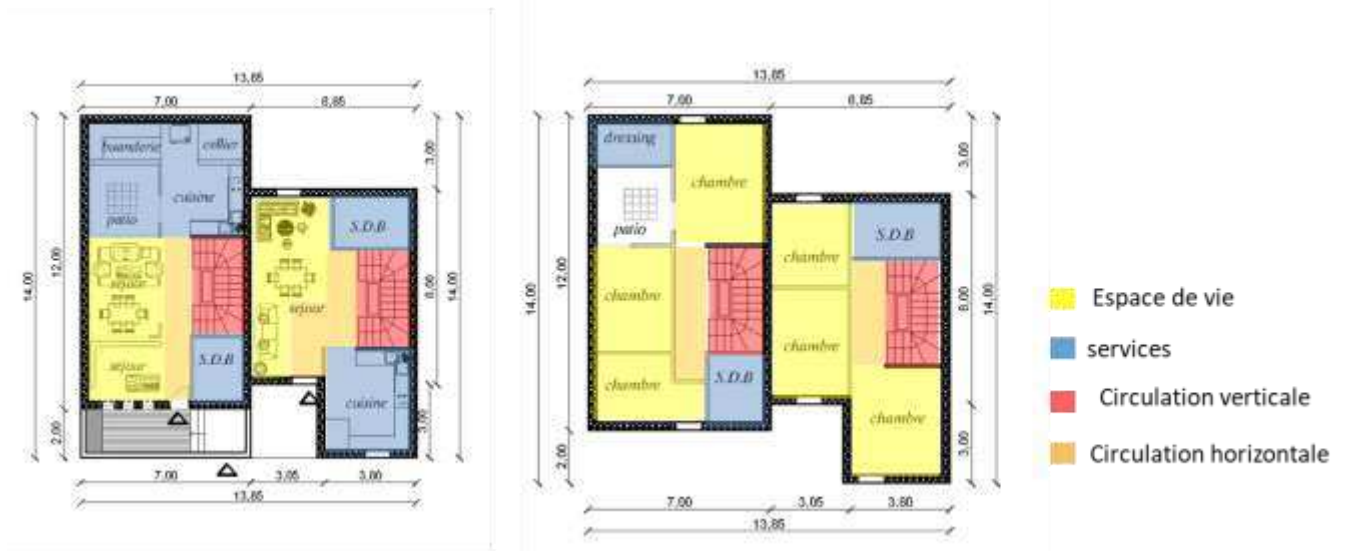 13,85
7,00
6,85
14,00
12,00
2,00
3,00
8,00
14,00
3,00
buanderie
cellier
cuisine
patio
sejour
sejour
S.D.B
S.D.B
sejour
cuisine
7,00
3,05
3,80
13,85
13,85
7,00
6,85
14,00
12,00
2,00
3,00
8,00
14,00
3,00
dressing
chambre
patio
chambre
chambre
S.D.B
S.D.B
chambre
chambre
chambre
7,00
3,05
3,80
13,85
Espace de vie
services
Circulation verticale
Circulation horizontale